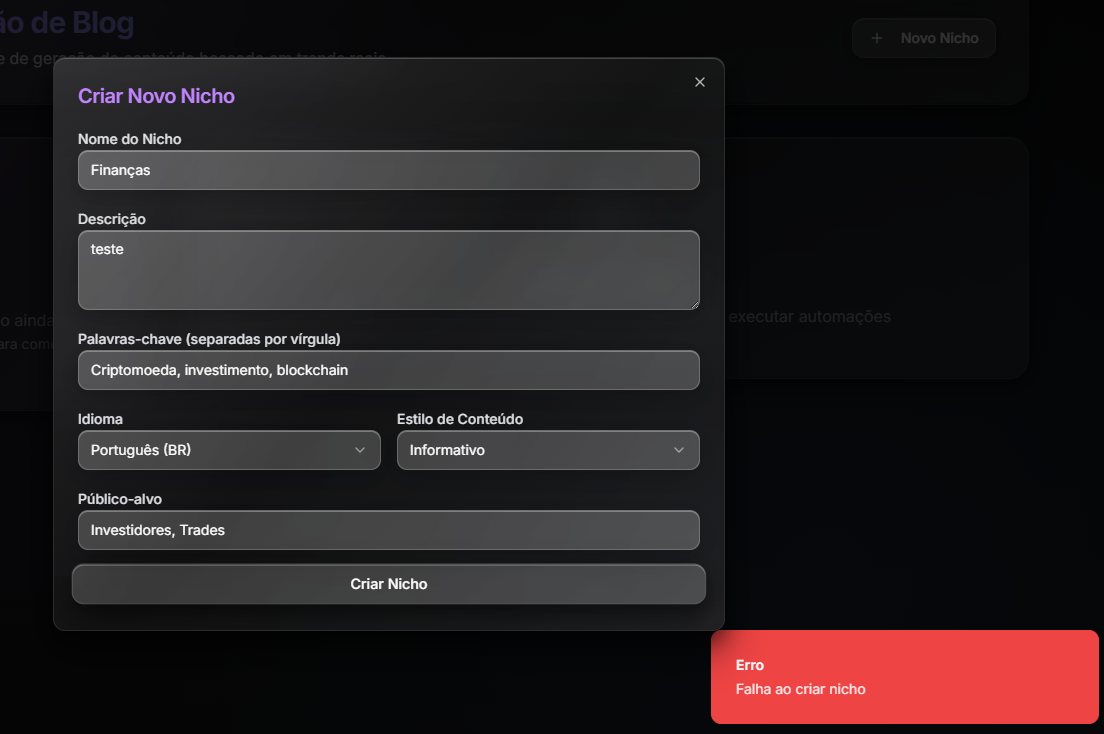 ão de Blog
e de geração de conteúdo baseado em trends reais
+ Novo Nicho
Criar Novo Nicho
Nome do Nicho
Finanças
Descrição
teste
o ainda
executar automações
Palavras-chave (separadas por vírgula)
ara come
Criptomoeda, investimento, blockchain
Idioma
Estilo de Conteúdo
Português (BR)
Informativo
Público-alvo
Investidores, Trades
Criar Nicho
Erro
Falha ao criar nicho